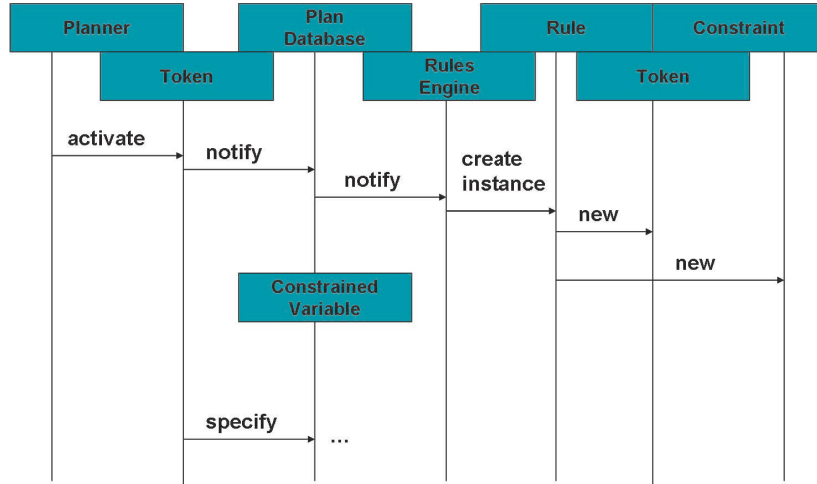 Planner
Plan
Database
Rule
Constraint
Token
Rules
Engine
Token
activate
notify
notify
create
instance
new
new
Constrained
Variable
specify
...